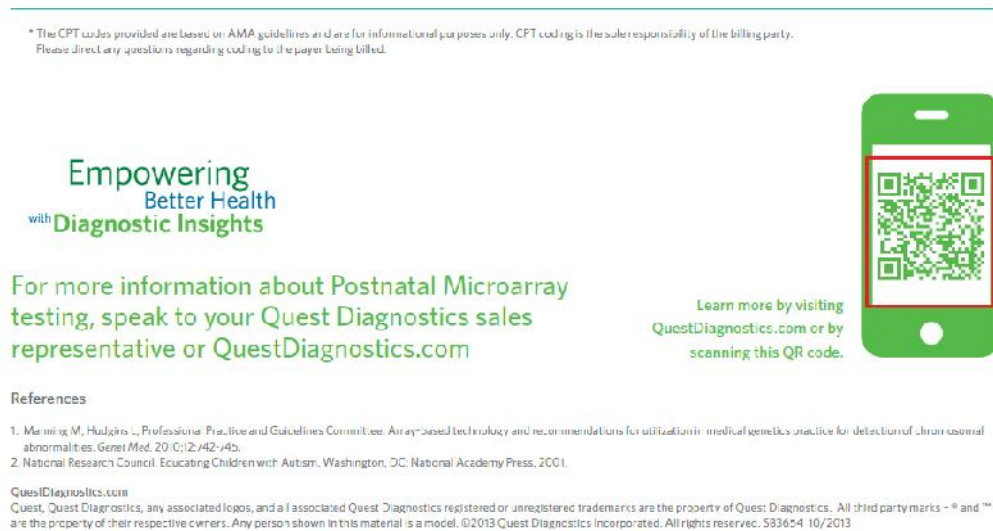 * The CPT codes provided are based on AMA guidelines and are for informational purposes only. CPT coding is the sole responsibility of the billing party.
Please direct any questions regarding coding to the payer being billed.
Empowering
Better Health
with Diagnostic Insights
For more information about Postnatal Microarray
testing, speak to your Quest Diagnostics sales
representative or QuestDiagnostics.com
Learn more by visiting
QuestDiagnostics.com or by
scanning this QR code.
References
1. Manning M, Hudgins L, Professional Practice and Guidelines Committee. Array-based technology and recommendations for utilization in medical genetics practice for detection of chromosomal
abnormalities. Genet Med. 2010;12:742-745.
2. National Research Council. Educating Children with Autism. Washington, DC: National Academy Press, 2001.
QuestDiagnostics.com
Quest, Quest Diagnostics, any associated logos, and all associated Quest Diagnostics registered or unregistered trademarks are the property of Quest Diagnostics. All third party marks – ® and ™
are the property of their respective owners. Any person shown in this material is a model. ©2013 Quest Diagnostics Incorporated. All rights reserved. SB3654 10/2013